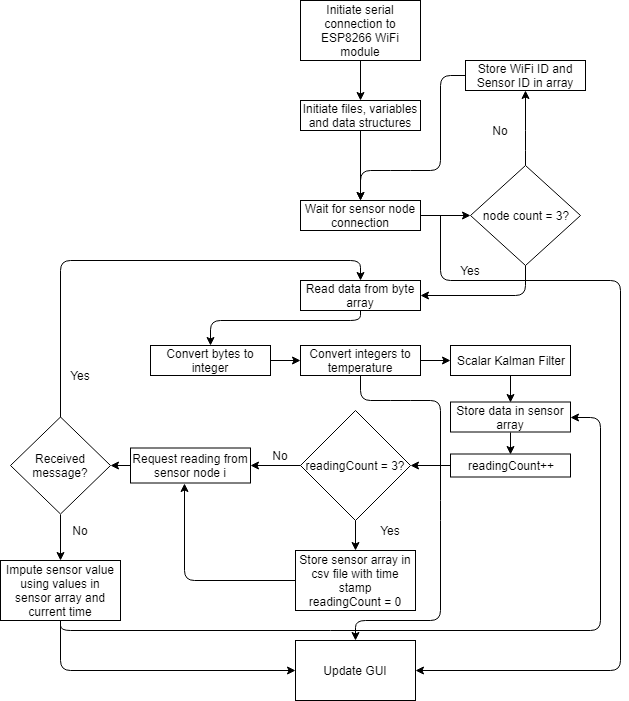 Initiate serial
connection to
ESP8266 WiFi
module
Store WiFi ID and
Sensor ID in array
Initiate files, variables
and data structures
No
Wait for sensor node
connection
node count = 3?
Yes
Read data from byte
array
Convert bytes to
integer
Convert integers to
temperature
Scalar Kalman Filter
Yes
Store data in sensor
array
Received
message?
Request reading from
sensor node i
No
readingCount = 3?
readingCount++
No
Yes
Impute sensor value
using values in
sensor array and
current time
Store sensor array in
csv file with time
stamp
readingCount = 0
Update GUI